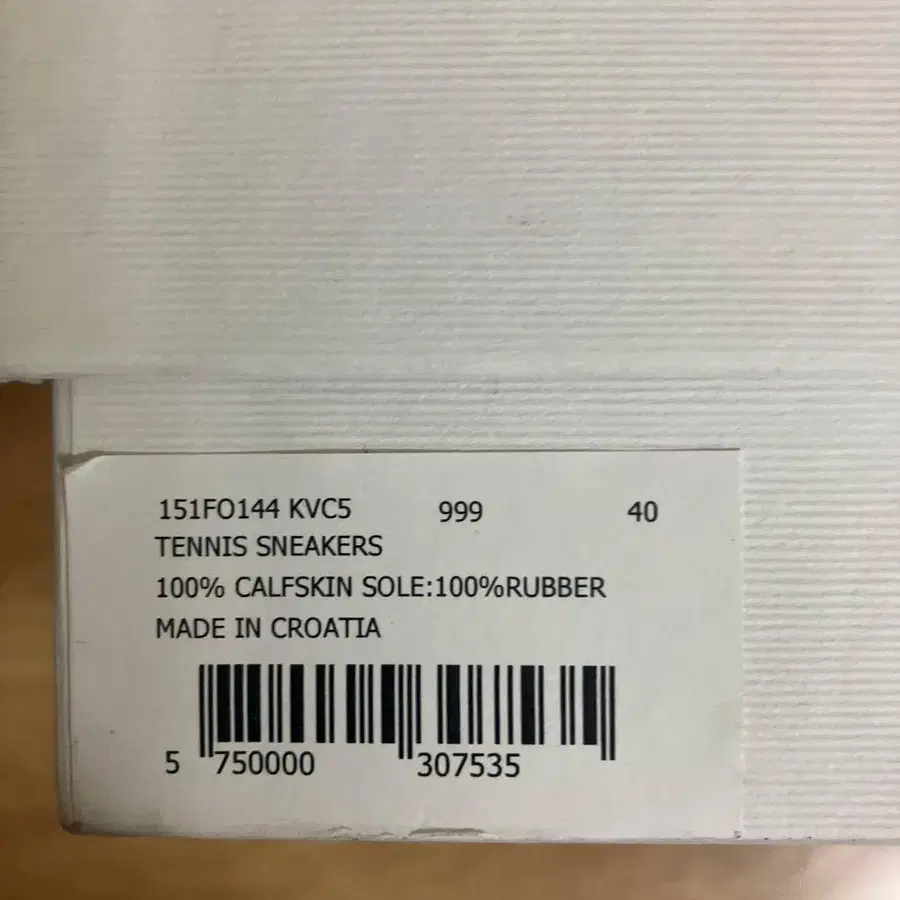 151FO144 KVC5 999 40
TENNIS SNEAKERS
100% CALFSKIN SOLE:100%RUBBER
MADE IN CROATIA
5 750000 307535